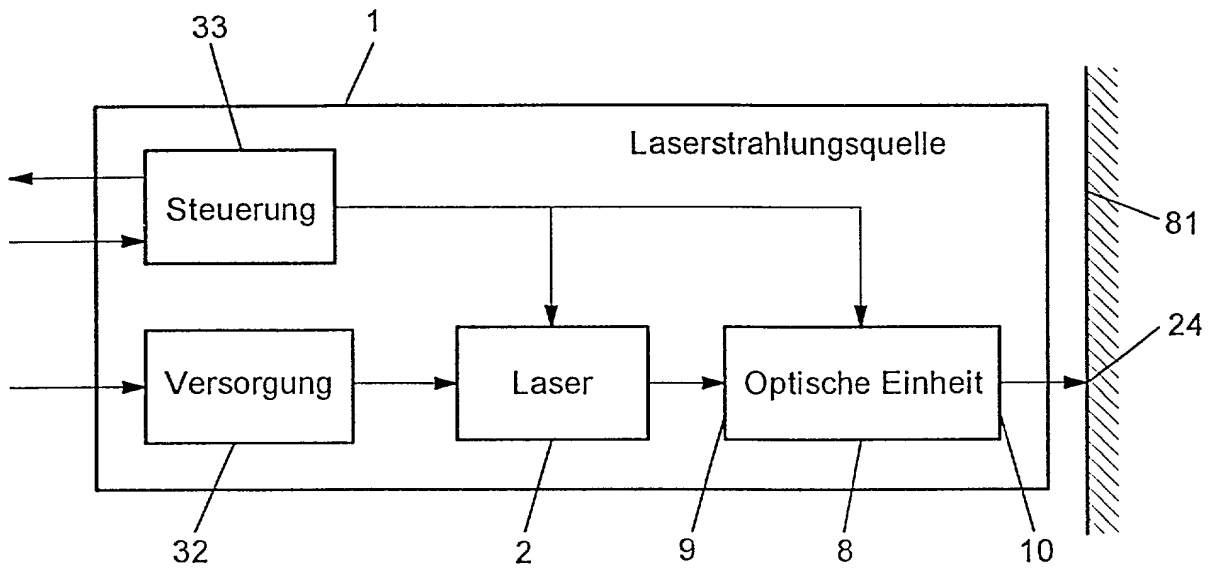 33
1
Laserstrahlungsquelle
Steuerung
81
24
Versorgung
Laser
Optische Einheit
32
2
9
8
10